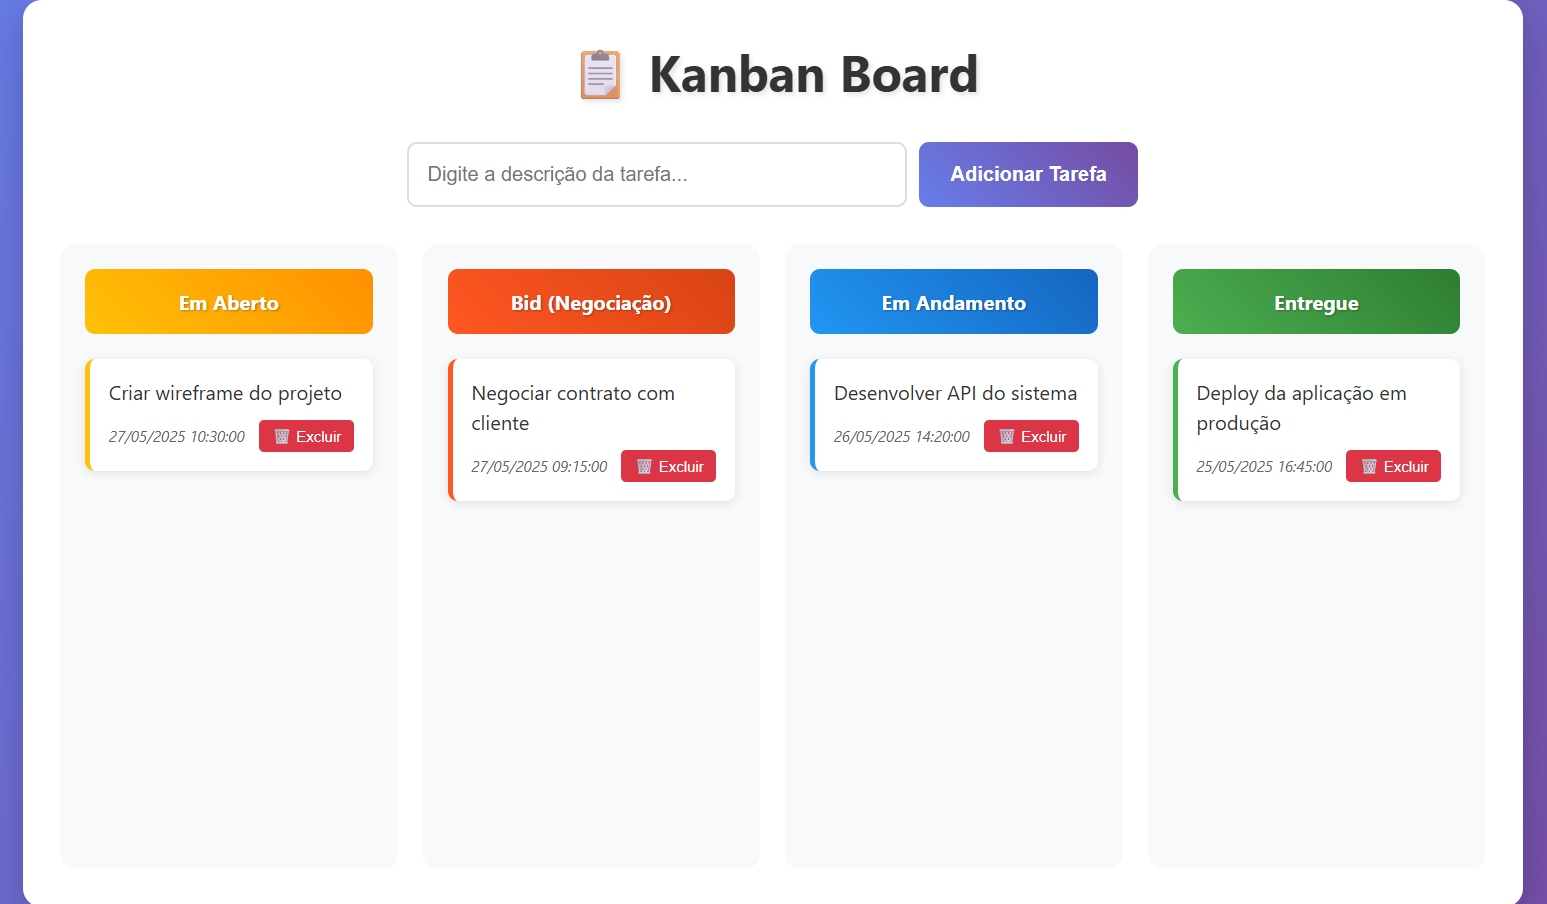 Kanban Board
Digite a descrição da tarefa...
Adicionar Tarefa
Em Aberto
Criar wireframe do projeto
27/05/2025 10:30:00
Excluir
Bid (Negociação)
Negociar contrato com
cliente
27/05/2025 09:15:00
Excluir
Em Andamento
Desenvolver API do sistema
26/05/2025 14:20:00
Excluir
Entregue
Deploy da aplicação em
produção
25/05/2025 16:45:00
Excluir